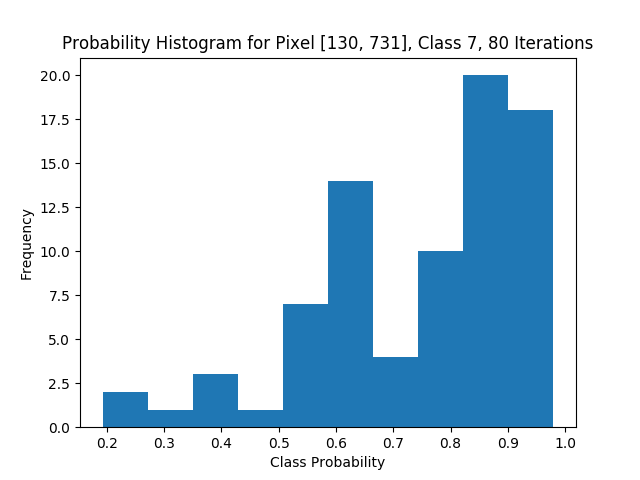 Probability Histogram for Pixel [130, 731], Class 7, 80 Iterations
20.0
17.5
15.0
12.5
10.0
7.5
5.0
2.5
0.0
Frequency
0.2 0.3 0.4 0.5 0.6 0.7 0.8 0.9 1.0
Class Probability